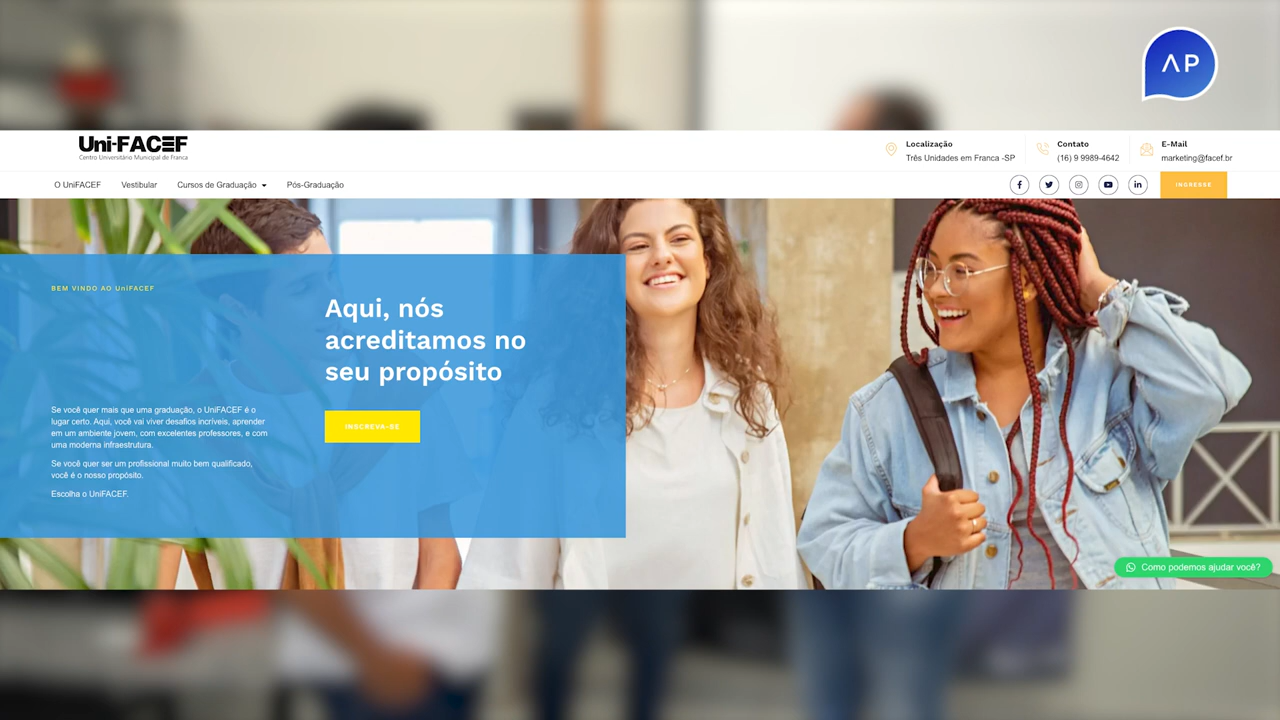 AP
Uni-FACEF
Centro Universitário Municipal de Franca
Localização
Três Unidades em Franca -SP
Contato
(16) 9 9989-4642
E-Mail
marketing@facef.br
O UniFACEF
Vestibular
Cursos de Graduação
Pós-Graduação
INGRESSE
BEM VINDO AO UniFACEF
Aqui, nós
acreditamos no
seu propósito
Se você quer mais que uma graduação, o UniFACEF é o
lugar certo. Aqui, você vai viver desafios incríveis, aprender
em um ambiente jovem, com excelentes professores, e com
uma moderna infraestrutura.
Se você quer ser um profissional muito bem qualificado,
você é o nosso propósito.
Escolha o UniFACEF.
INSCREVA-SE
Como podemos ajudar você?